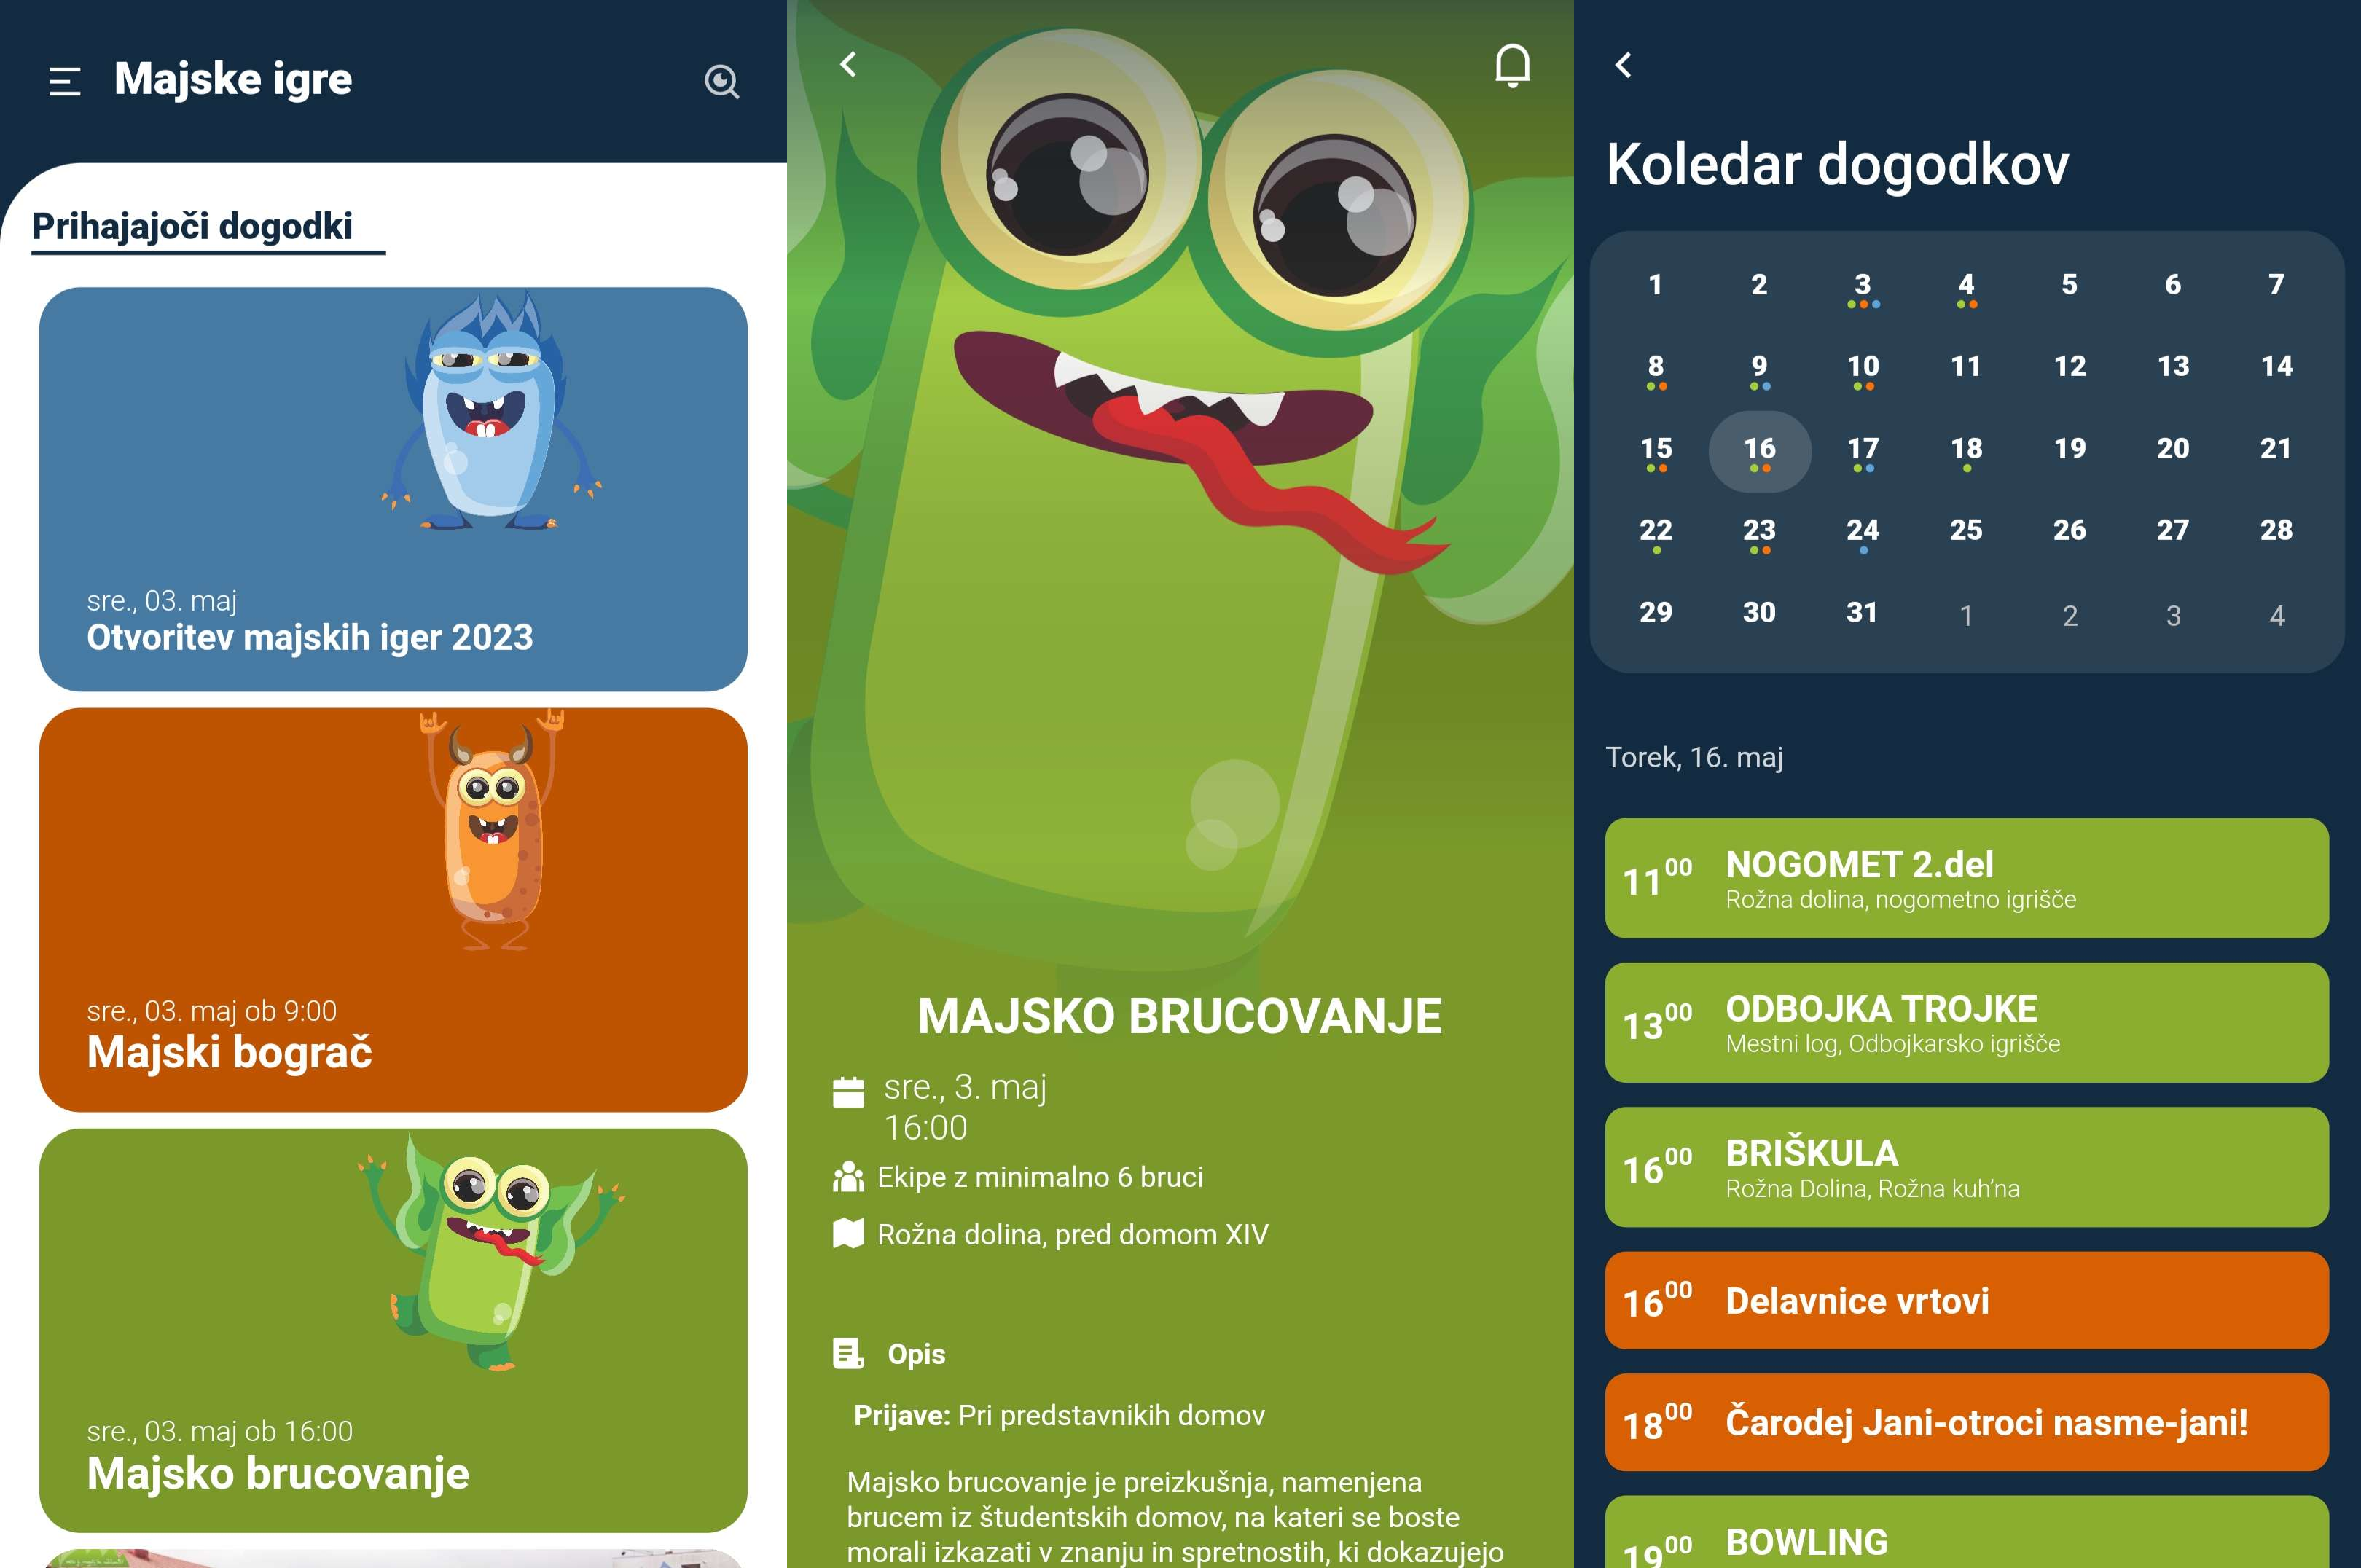 Majske igre
Prihajajoči dogodki
sre., 03. maj
Otvoritev majskih iger 2023
sre., 03. maj ob 9:00
Majski bograč
sre., 03. maj ob 16:00
Majsko brucovanje
MAJSKO BRUCOVANJE
sre., 3. maj
16:00
Ekipe z minimalno 6 bruci
Rožna dolina, pred domom XIV
Opis
Prijave: Pri predstavnikih domov
Majsko brucovanje je preizkušnja, namenjena
brucem iz študentskih domov, na kateri se boste
morali izkazati v znanju in spretnostih, ki dokazujejo
Koledar dogodkov
1 2 3 4 5 6 7
8 9 10 11 12 13 14
15 16 17 18 19 20 21
22 23 24 25 26 27 28
29 30 31 1 2 3 4
Torek, 16. maj
11 00 NOGOMET 2.del
Rožna dolina, nogometno igrišče
13 00 ODBOJKA TROJKE
Mestni log, Odbojkarsko igrišče
16 00 BRIŠKULA
Rožna Dolina, Rožna kuh’na
16 00 Delavnice vrtovi
18 00 Čarodej Jani-otroci nasme-jani!
19 00 BOWLING